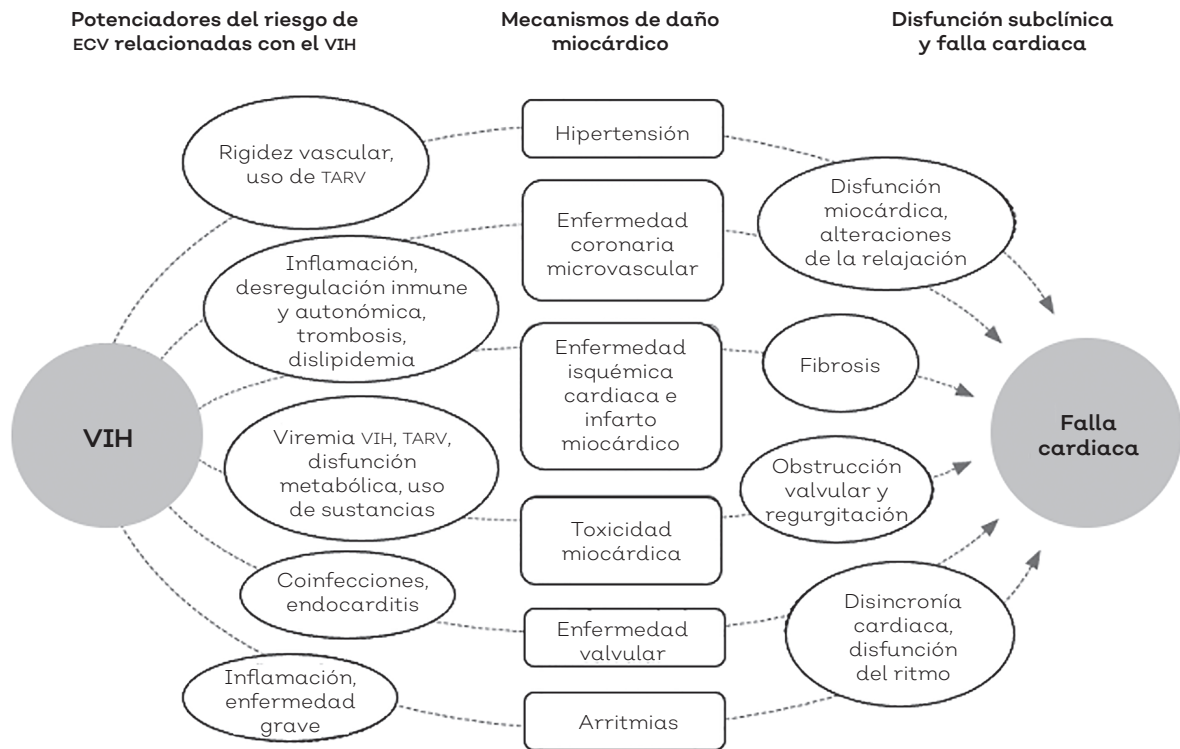 Potenciadores del riesgo de
ECV relacionadas con el VIH
Mecanismos de daño
miocárdico
Disfunción subclínica
y falla cardiaca
Rigidez vascular,
uso de TARV
Inflamación,
desregulación inmune
y autonómica,
trombosis,
dislipidemia
VIH
Viremia VIH, TARV,
disfunción
metabólica, uso
de sustancias
Coinfecciones,
endocarditis
Inflamación,
enfermedad
grave
Hipertensión
Enfermedad
coronaria
microvascular
Enfermedad
isquémica
cardiaca e
infarto
miocárdico
Toxicidad
miocárdica
Enfermedad
valvular
Arritmias
Disfunción
miocárdica,
alteraciones
de la relajación
Fibrosis
Obstrucción
valvular y
regurgitación
Disincronía
cardiaca,
disfunción
del ritmo
Falla
cardiaca